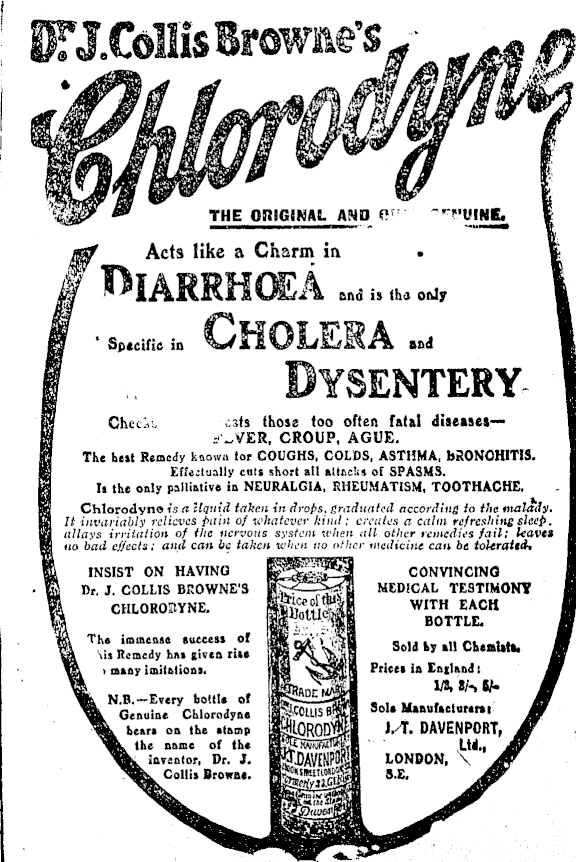 Dr. J. Collis Browne's
Chlorodyne
THE ORIGINAL AND GENUINE.
Acts like a Charm in
DIARRHŒA and is the only
Specific in CHOLERA and
DYSENTERY
those too often fatal diseases—
FEVER, CROUP, AGUE.
The best Remedy known for COUGHS, COLDS, ASTHMA, BRONCHITIS.
Effectually cuts short all attacks of SPASMS.
Is the only palliative in NEURALGIA, RHEUMATISM, TOOTHACHE.
Chlorodyne is a liquid taken in drops, graduated according to the malady.
It invariably relieves pain of whatever kind; creates a calm refreshing sleep,
allays irritation of the nervous system when all other remedies fail; leaves
no bad effects; and can be taken when no other medicine can be tolerated.
INSIST ON HAVING
Dr. J. COLLIS BROWNE'S
CHLORODYNE.
The immense success of
this Remedy has given rise
many imitations.
N.B.—Every bottle of
Genuine Chlorodyne
bears on the stamp
the name of the
inventor, Dr. J.
Collis Browne.
Price of this
Bottle
TRADE MARK
J. COLLIS
CHLORODYNE
J.T. DAVENPORT
Formerly
Davenport
CONVINCING
MEDICAL TESTIMONY
WITH EACH
BOTTLE.
Sold by all Chemists.
Prices in England:
1/3, 3/-, 5/-
Sole Manufacturers:
J. T. DAVENPORT,
Ltd.,
LONDON,
S.E.